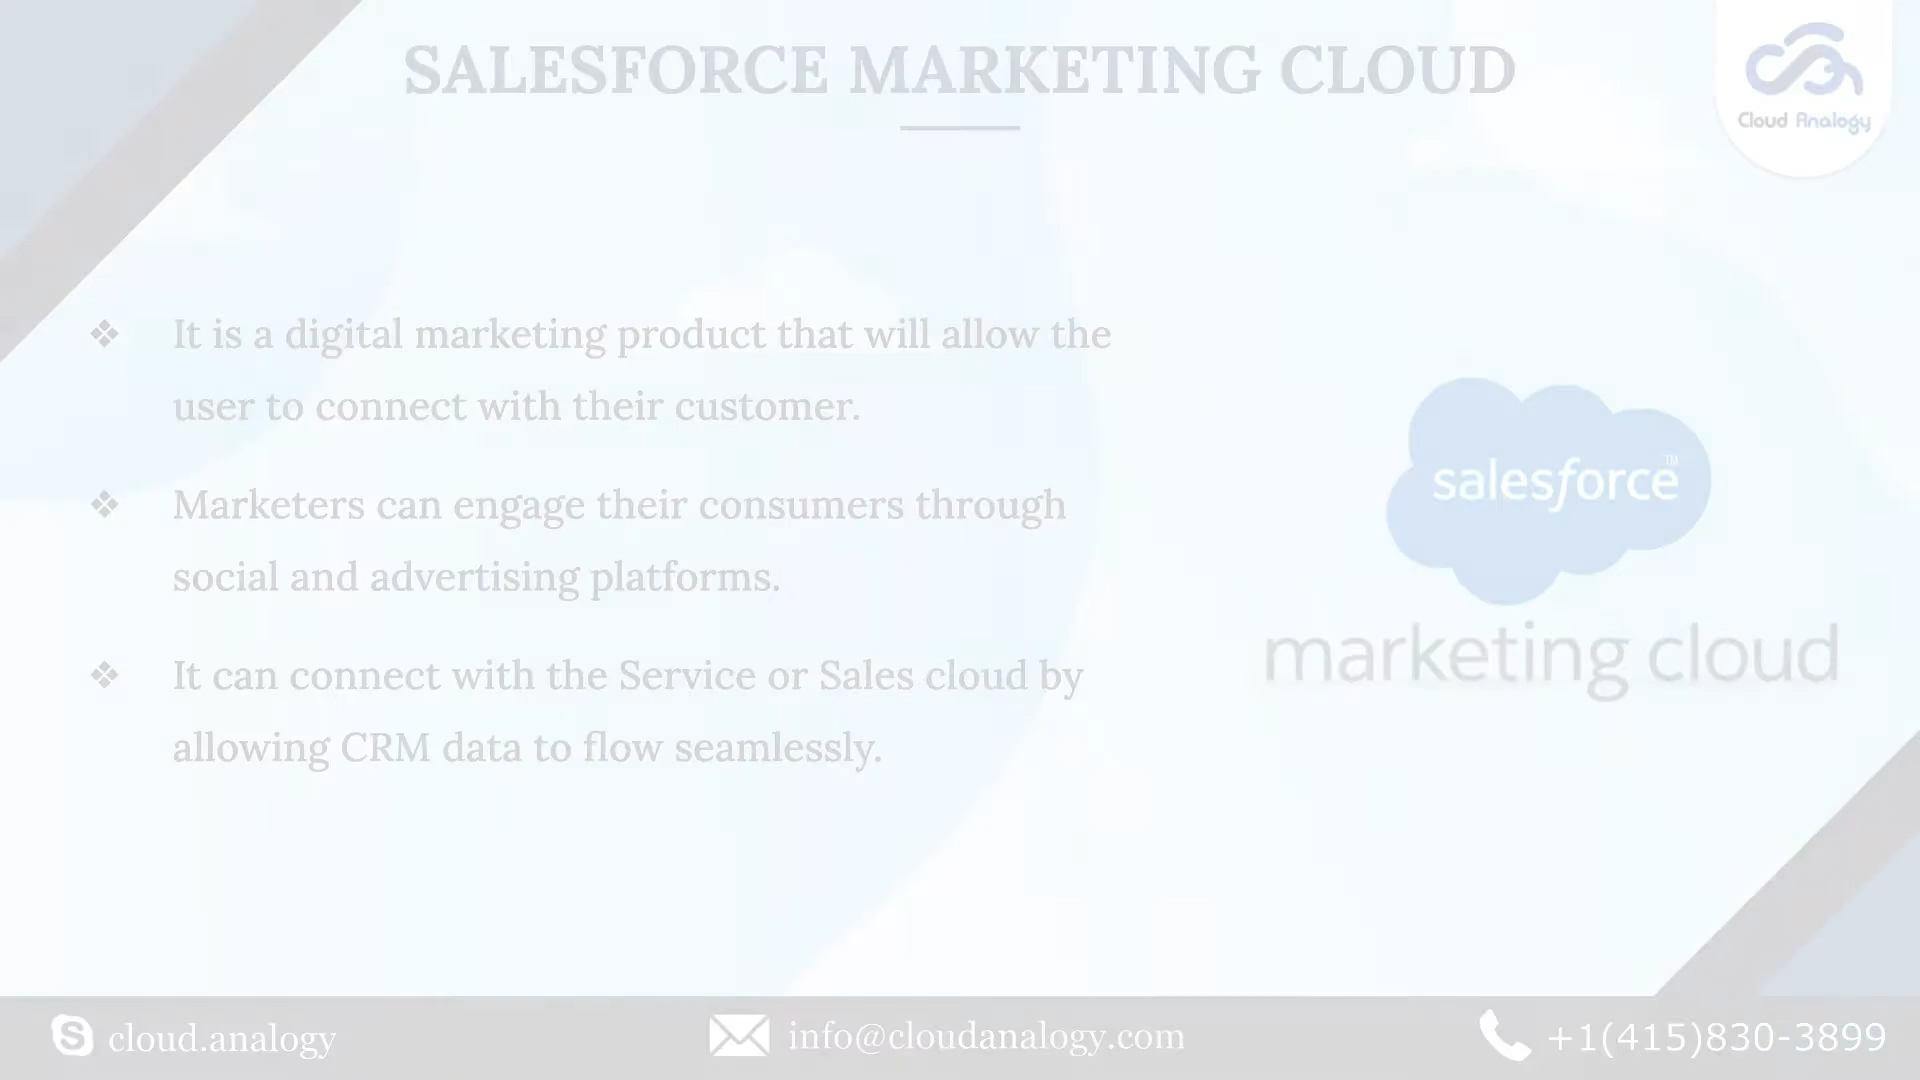 SALESFORCE MARKETING CLOUD
Cloud Analogy
❖ It is a digital marketing product that will allow the
user to connect with their customer.
❖ Marketers can engage their consumers through
social and advertising platforms.
❖ It can connect with the Service or Sales cloud by
allowing CRM data to flow seamlessly.
salesforce™
marketing cloud
cloud.analogy
info@cloudanalogy.com
+1(415)830-3899